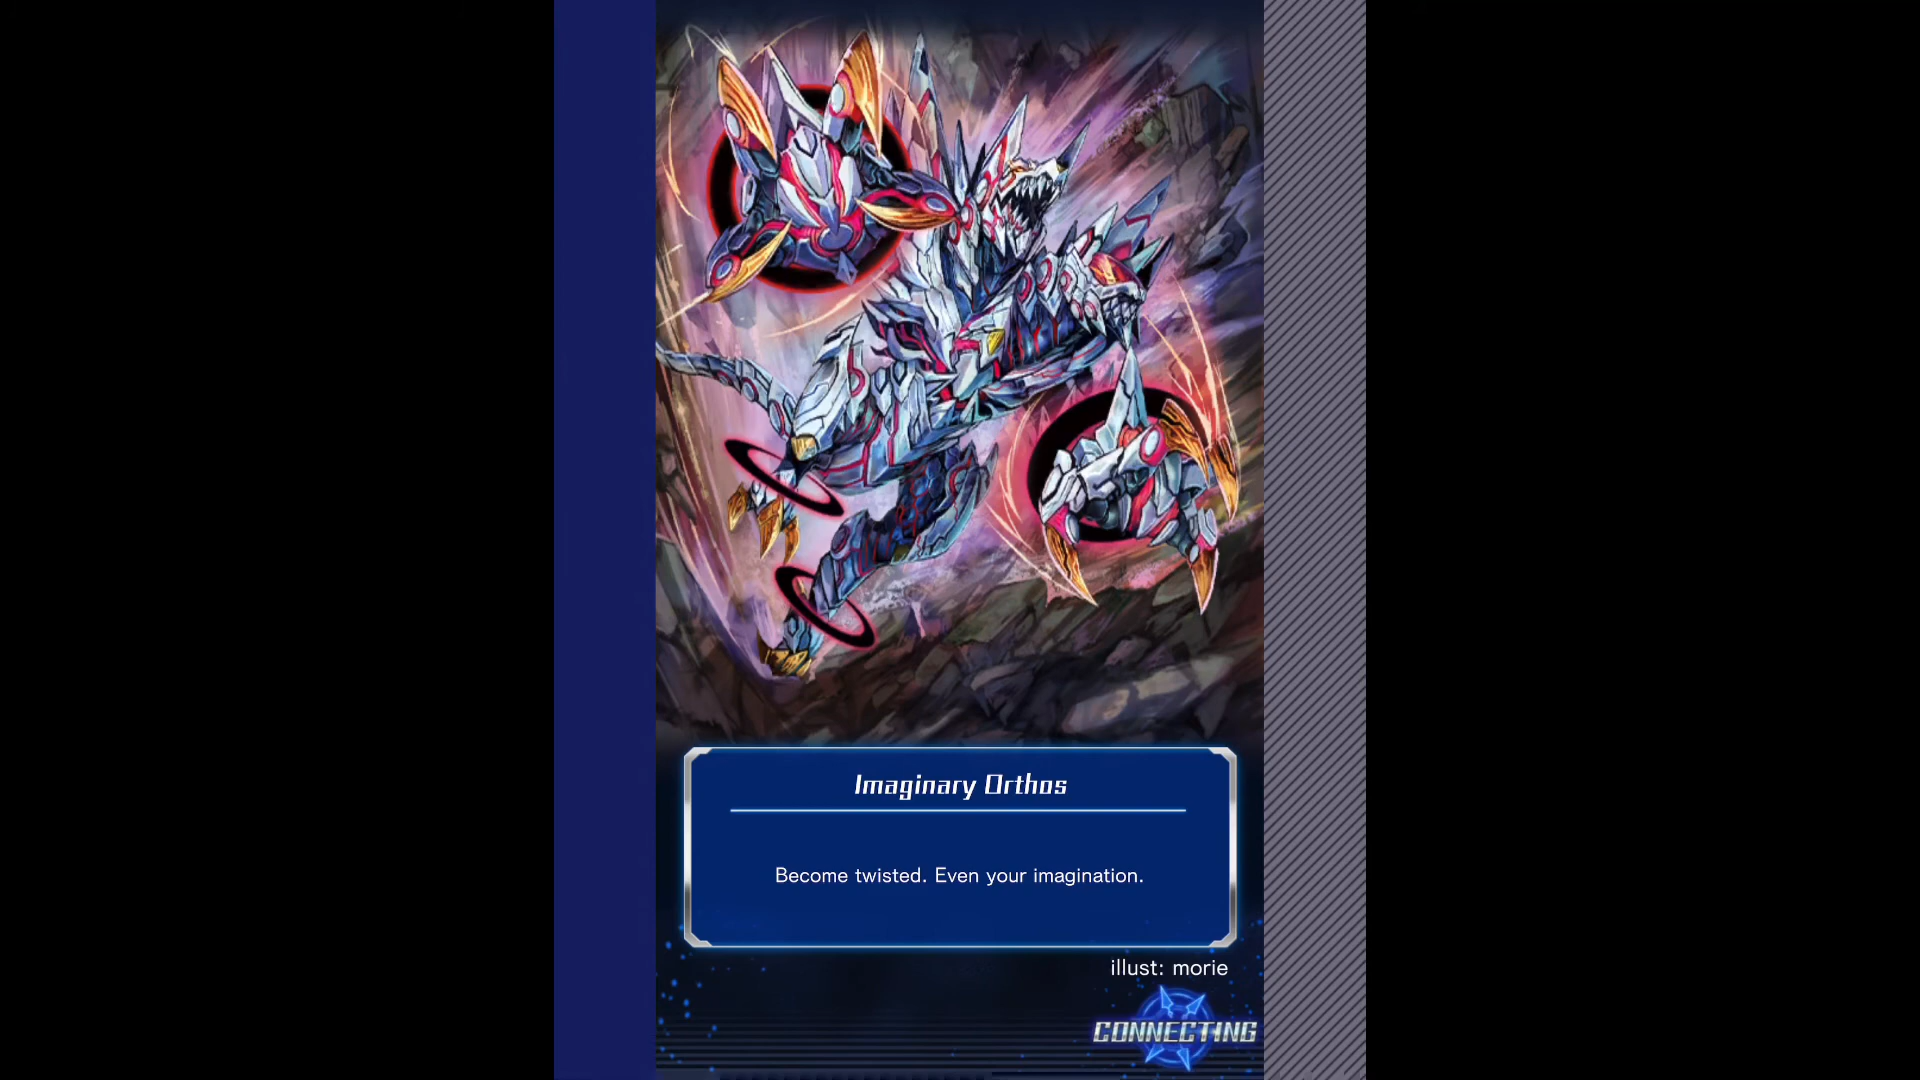 Imaginary Orthos
Become twisted. Even your imagination.
illust: morie
CONNECTING